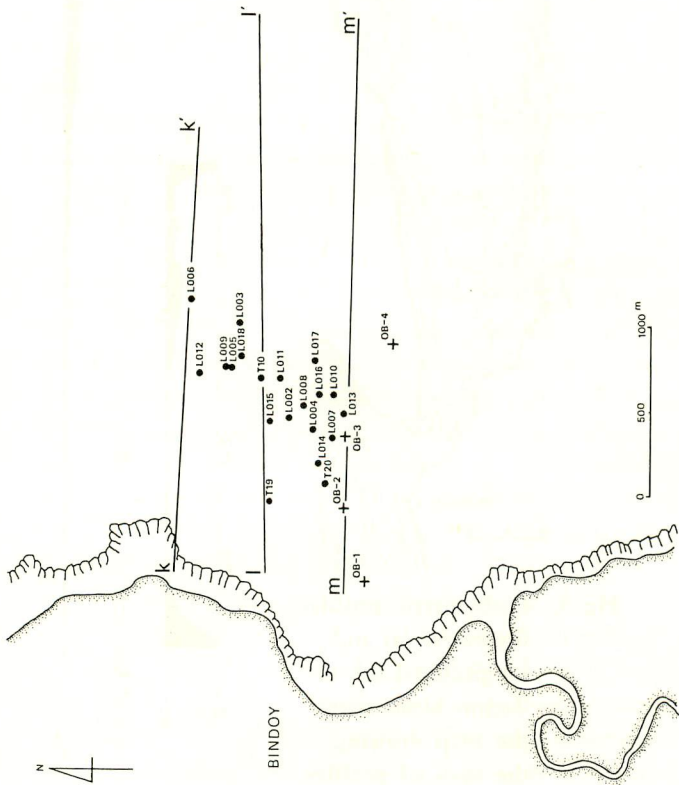 k'
l'
m'
L006
L012
L009
L005
L003
L018
T10
L011
L015
L002
L008
L017
L016
L010
L004
L007
L013
L014
T20
T19
OB-4
OB-3
OB-2
OB-1
k
l
m
BINDOY
N
0
500
1000 m